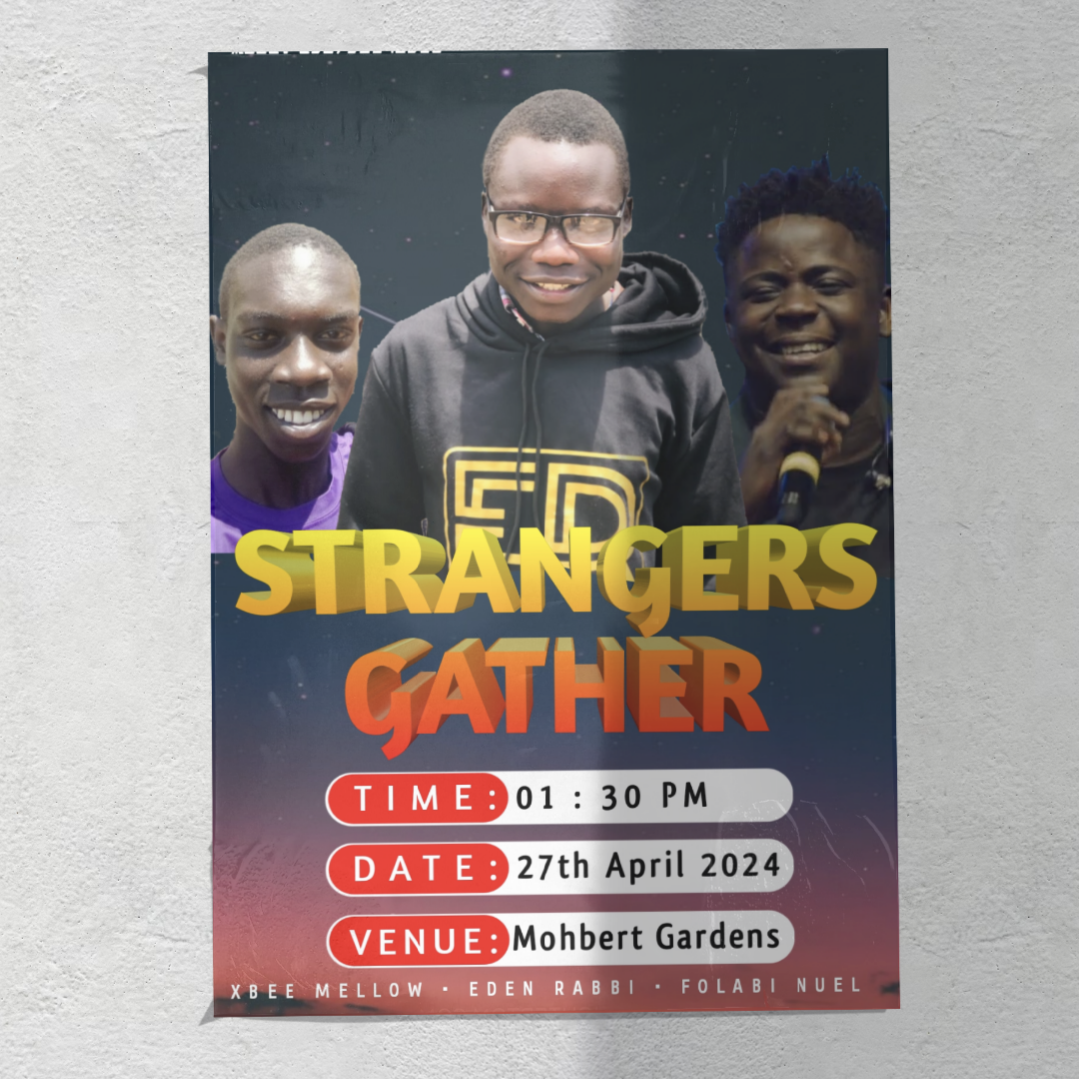 ED
STRANGERS
GATHER
TIME: 01 : 30 PM
DATE: 27th April 2024
VENUE: Mohbert Gardens
XBEE MELLOW · EDEN RABBI · FOLABI NUEL